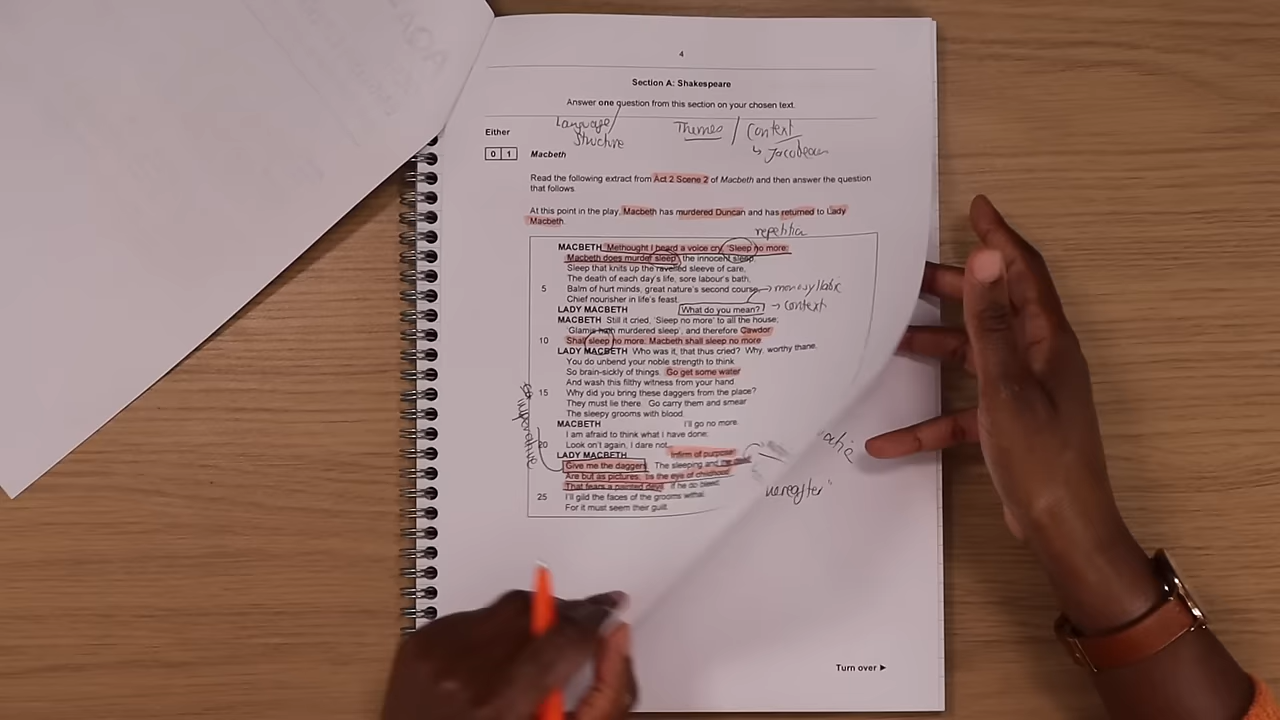 4
Section A: Shakespeare
Answer one question from this section on your chosen text.
Language/
Structure
Themes / Context
↳ Jacobean
Either
0 1 Macbeth
Read the following extract from Act 2 Scene 2 of Macbeth and then answer the question
that follows.
At this point in the play, Macbeth has murdered Duncan and has returned to Lady
Macbeth.
repetition
MACBETH Methought I heard a voice cry, 'Sleep no more:
Macbeth does murder sleep', the innocent sleep,
Sleep that knits up the ravelled sleeve of care,
The death of each day's life, sore labour's bath,
5 Balm of hurt minds, great nature's second course, → monosyllabic
Chief nourisher in life's feast.
LADY MACBETH What do you mean? → context
MACBETH Still it cried, 'Sleep no more' to all the house;
'Glamis hath murdered sleep', and therefore Cawdor
10 Shall sleep no more. Macbeth shall sleep no more.
LADY MACBETH Who was it, that thus cried? Why, worthy thane,
You do unbend your noble strength to think
So brain-sickly of things. Go get some water
And wash this filthy witness from your hand.
15 Why did you bring these daggers from the place?
They must lie there. Go carry them and smear
The sleepy grooms with blood.
MACBETH I'll go no more.
I am afraid to think what I have done;
20 Look on't again, I dare not.
LADY MACBETH Infirm of purpose!
imperative
Give me the daggers. The sleeping and
Are but as pictures; 'tis the eye of childhood
That fears a painted devil. If he do bleed,
25 I'll gild the faces of the grooms withal,
For it must seem their guilt.
hereafter"
Turn over ▶